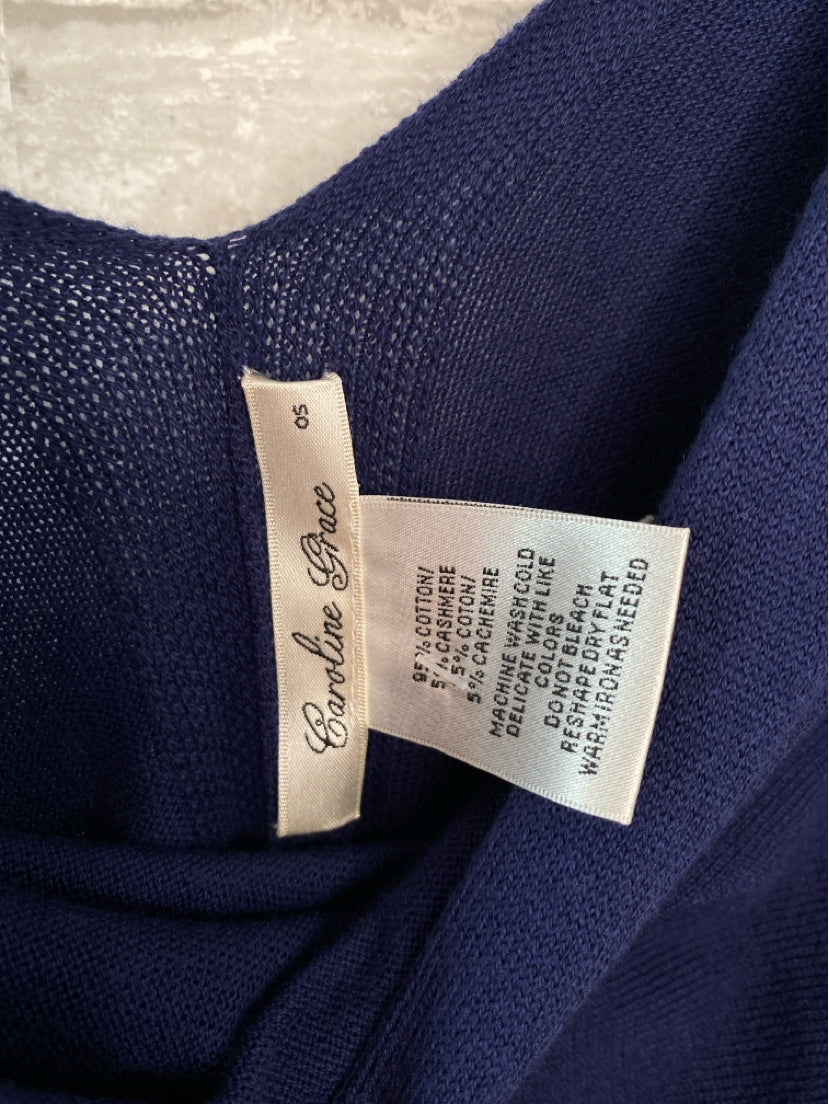 OS
Caroline Grace
95% COTTON/
5% CASHMERE
5% COTON/
5% CACHEMIRE
MACHINE WASH COLD
DELICATE WITH LIKE
COLORS
DO NOT BLEACH
RESHAPE DRY FLAT
WARM IRON AS NEEDED